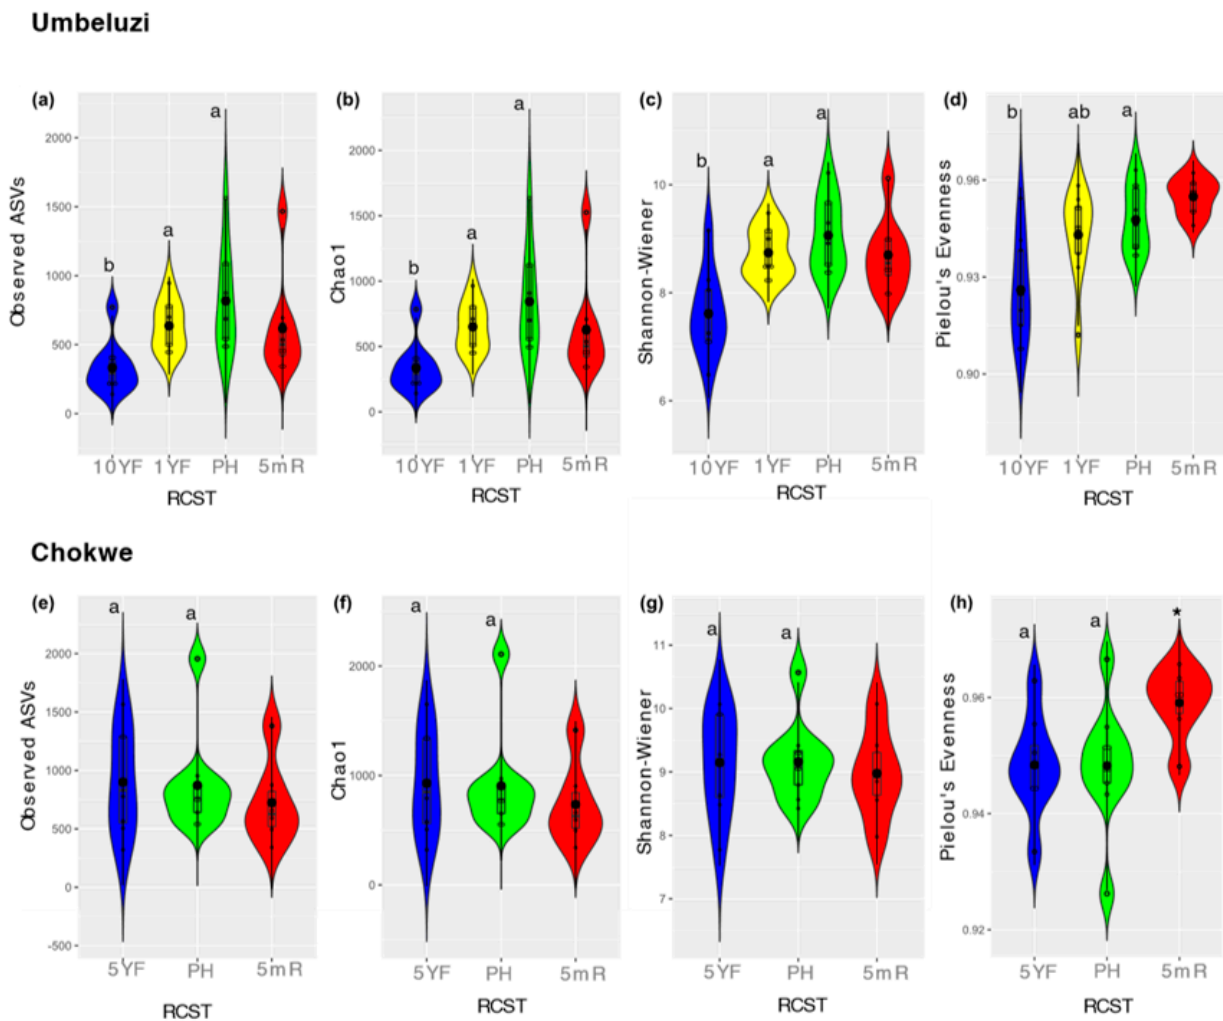 Umbeluzi
(a)
Observed ASVs
2000
1500
1000
500
0
b
a
a
10YF 1YF PH 5mR
RCST
(b)
Chao1
2000
1500
1000
500
0
b
a
a
10YF 1YF PH 5mR
RCST
(c)
Shannon-Wiener
10
8
6
b
a
a
10YF 1YF PH 5mR
RCST
(d)
Pielou's Evenness
0.96
0.93
0.90
b
ab
a
10YF 1YF PH 5mR
RCST
Chokwe
(e)
Observed ASVs
2000
1500
1000
500
0
-500
a
a
5YF PH 5mR
RCST
(f)
Chao1
2000
1000
0
a
a
5YF PH 5mR
RCST
(g)
Shannon-Wiener
11
10
9
8
7
a
a
5YF PH 5mR
RCST
(h)
Pielou's Evenness
0.96
0.94
0.92
a
a
*
5YF PH 5mR
RCST